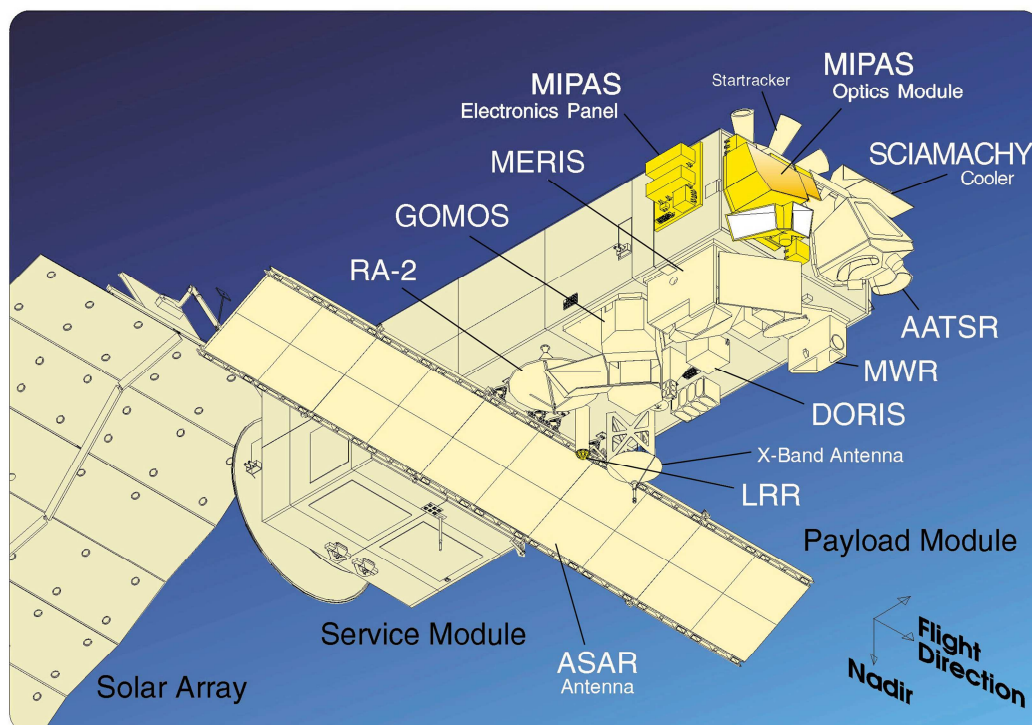 MIPAS
Electronics Panel
Startracker
MIPAS
Optics Module
MERIS
SCIAMACHY
Cooler
GOMOS
RA-2
AATSR
MWR
DORIS
X-Band Antenna
LRR
Payload Module
Service Module
ASAR
Antenna
Solar Array
Flight
Direction
Nadir